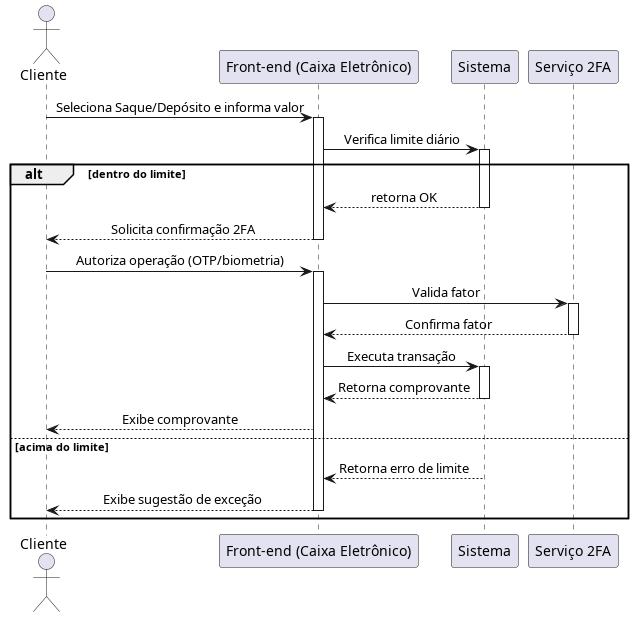 Cliente
Front-end (Caixa Eletrônico)
Sistema
Serviço 2FA
Seleciona Saque/Depósito e informa valor
Verifica limite diário
alt
[dentro do limite]
retorna OK
Solicita confirmação 2FA
Autoriza operação (OTP/biometria)
Valida fator
Confirma fator
Executa transação
Retorna comprovante
Exibe comprovante
[acima do limite]
Retorna erro de limite
Exibe sugestão de exceção
Cliente
Front-end (Caixa Eletrônico)
Sistema
Serviço 2FA